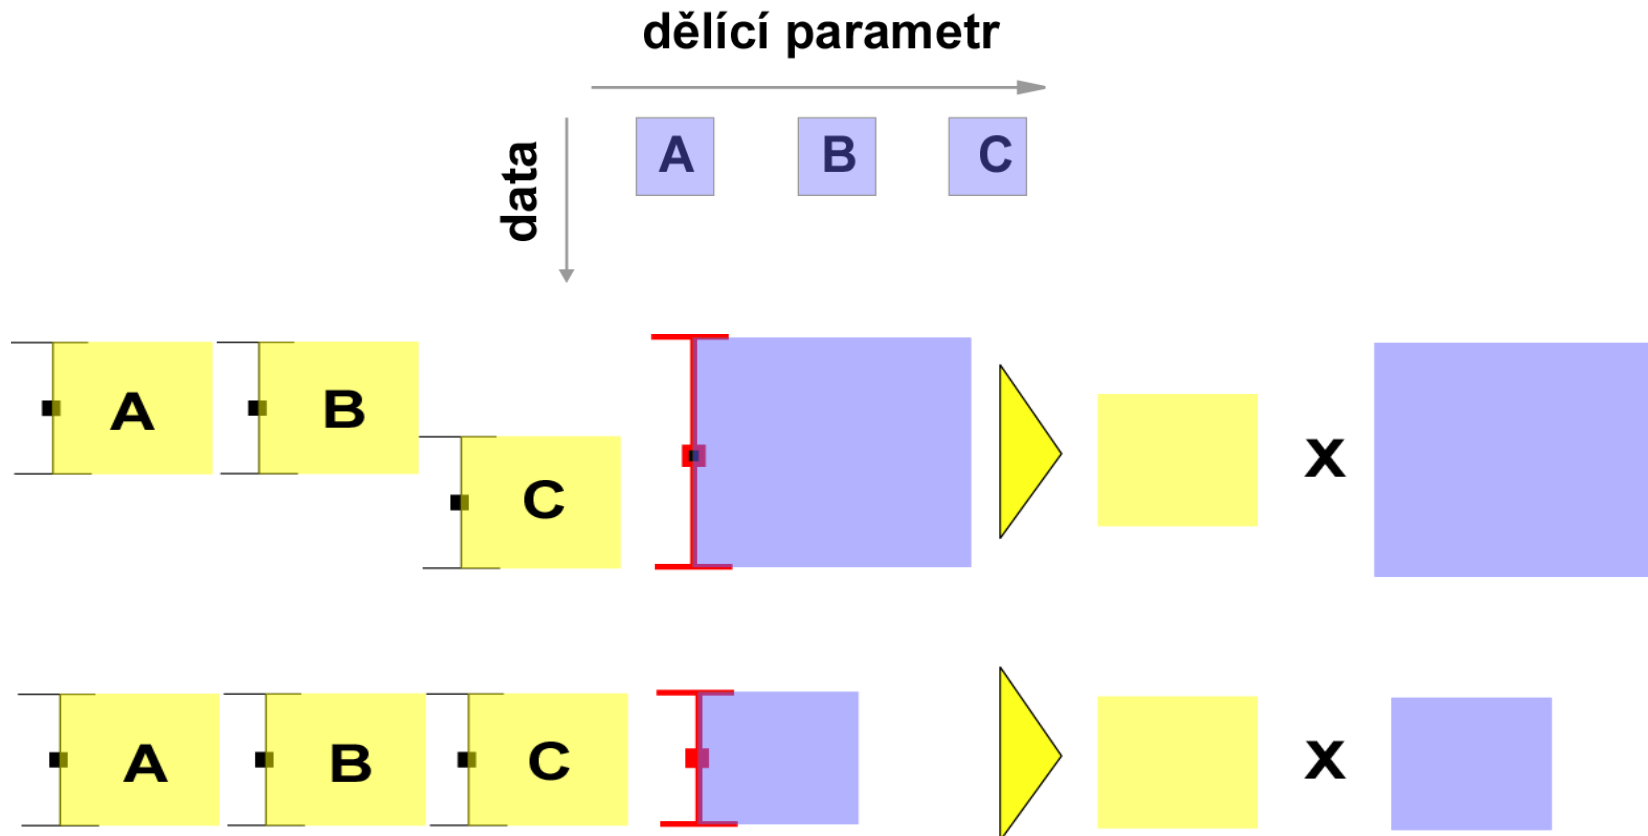 dělící parametr
data
A B C
A B
C
X
A B C
X